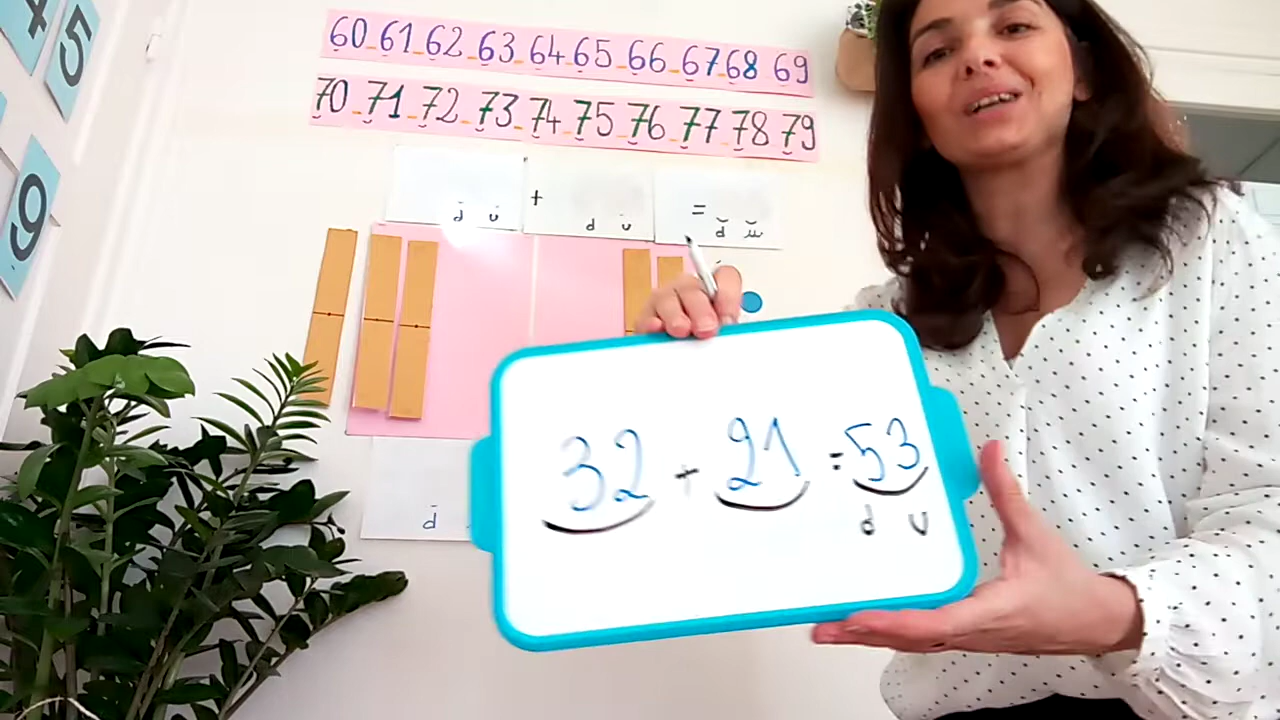 4 5
9
60 61 62 63 64 65 66 67 68 69
70 71 72 73 74 75 76 77 78 79
d u + d u = d u
32 + 21 = 53
d u
d